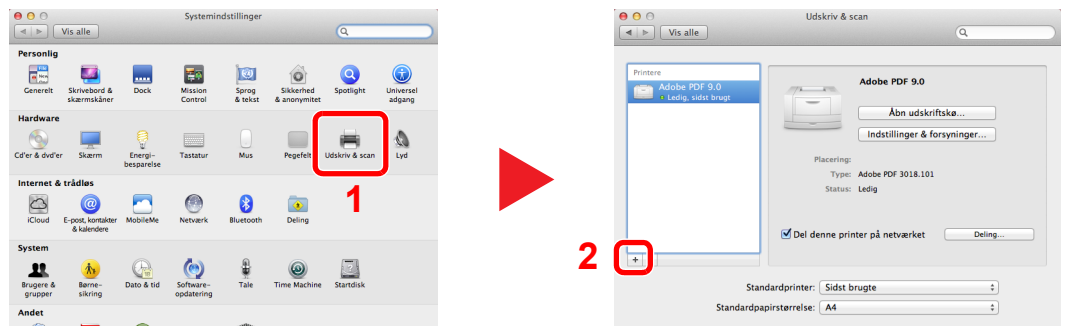 Systemindstillinger
Vis alle
Personlig
Generelt
Skrivebord &
skærmskåner
Dock
Mission
Control
Sprog
& tekst
Sikkerhed
& anonymitet
Spotlight
Universel
adgang
Hardware
Cd'er & dvd'er
Skærm
Energi-
besparelse
Tastatur
Mus
Pegefelt
Udskriv & scan
Lyd
1
Internet & trådløs
iCloud
E-post, kontakter
& kalendere
MobileMe
Netværk
Bluetooth
Deling
System
Brugere &
grupper
Børne-
sikring
Dato & tid
Software-
opdatering
Tale
Time Machine
Startdisk
Andet
Udskriv & scan
Vis alle
Printere
Adobe PDF 9.0
Ledig, sidst brugt
Adobe PDF 9.0
Åbn udskriftskø...
Indstillinger & forsyninger...
Placering:
Type: Adobe PDF 3018.101
Status: Ledig
Del denne printer på netværket
Deling...
2
+
Standardprinter: Sidst brugte
Standardpapirstørrelse: A4